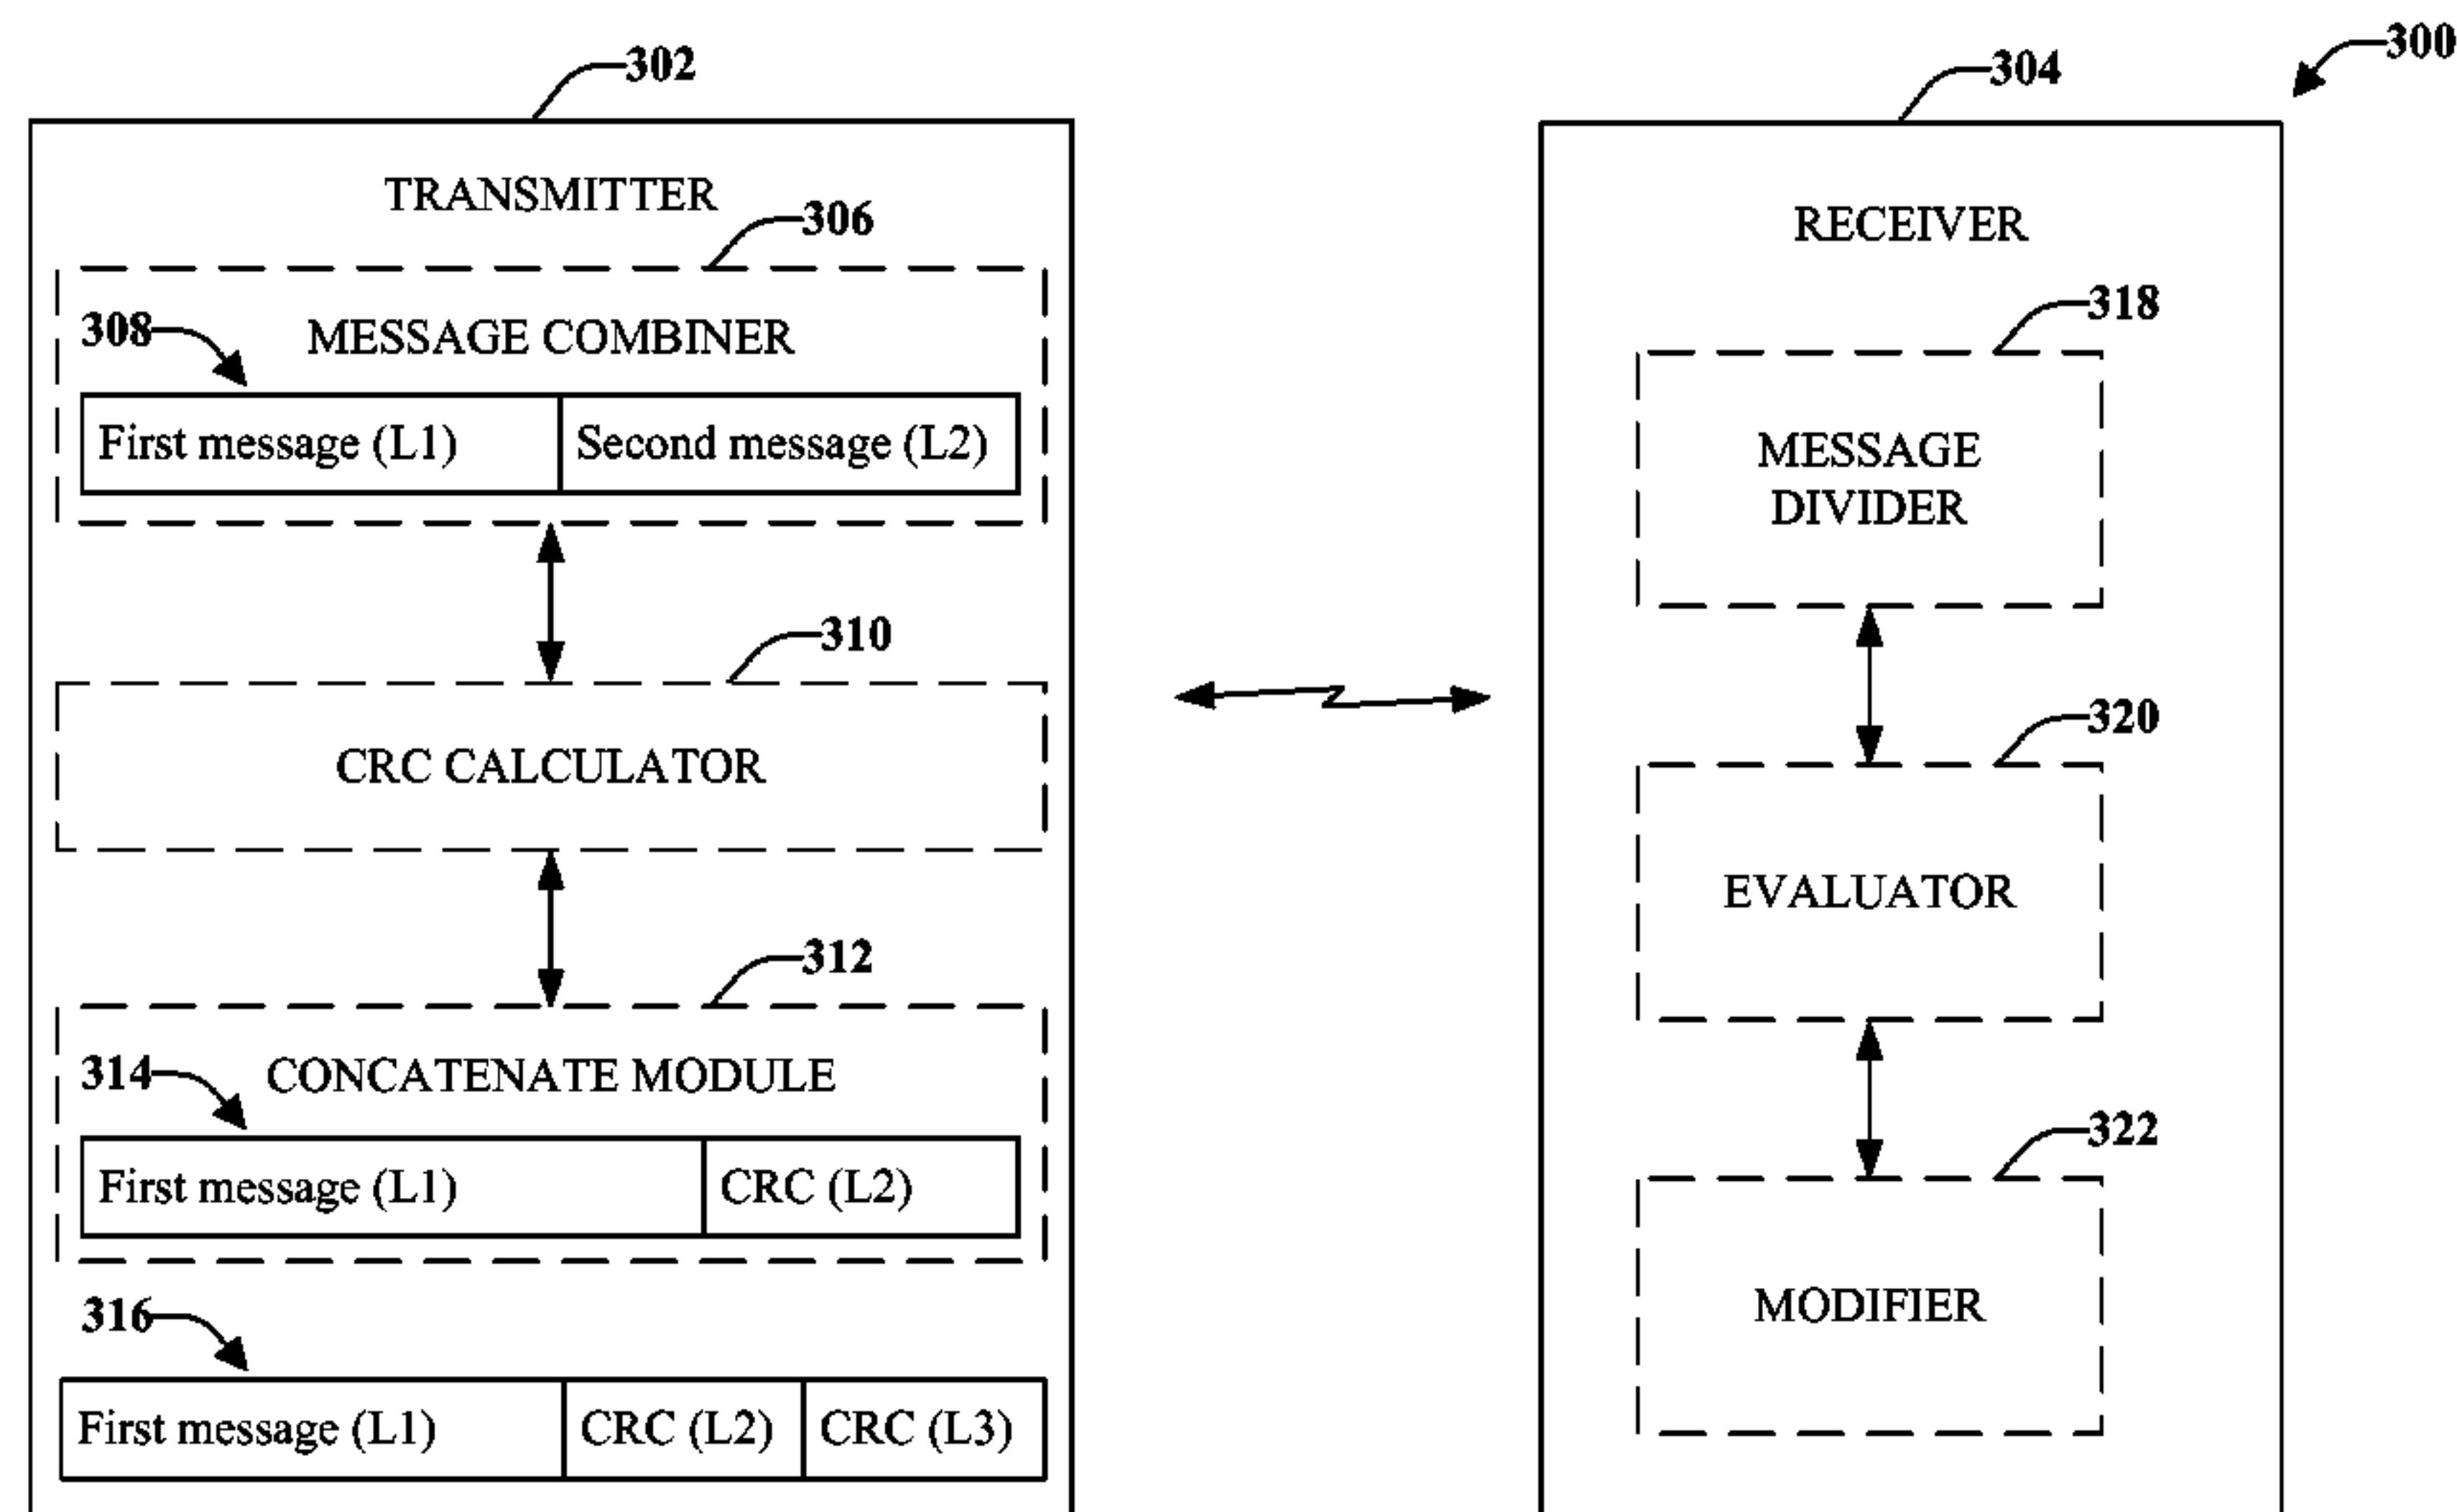 300
302
TRANSMITTER
306
308
MESSAGE COMBINER
First message (L1) Second message (L2)
310
CRC CALCULATOR
312
314
CONCATENATE MODULE
First message (L1) CRC (L2)
316
First message (L1) CRC (L2) CRC (L3)
304
RECEIVER
318
MESSAGE
DIVIDER
320
EVALUATOR
322
MODIFIER